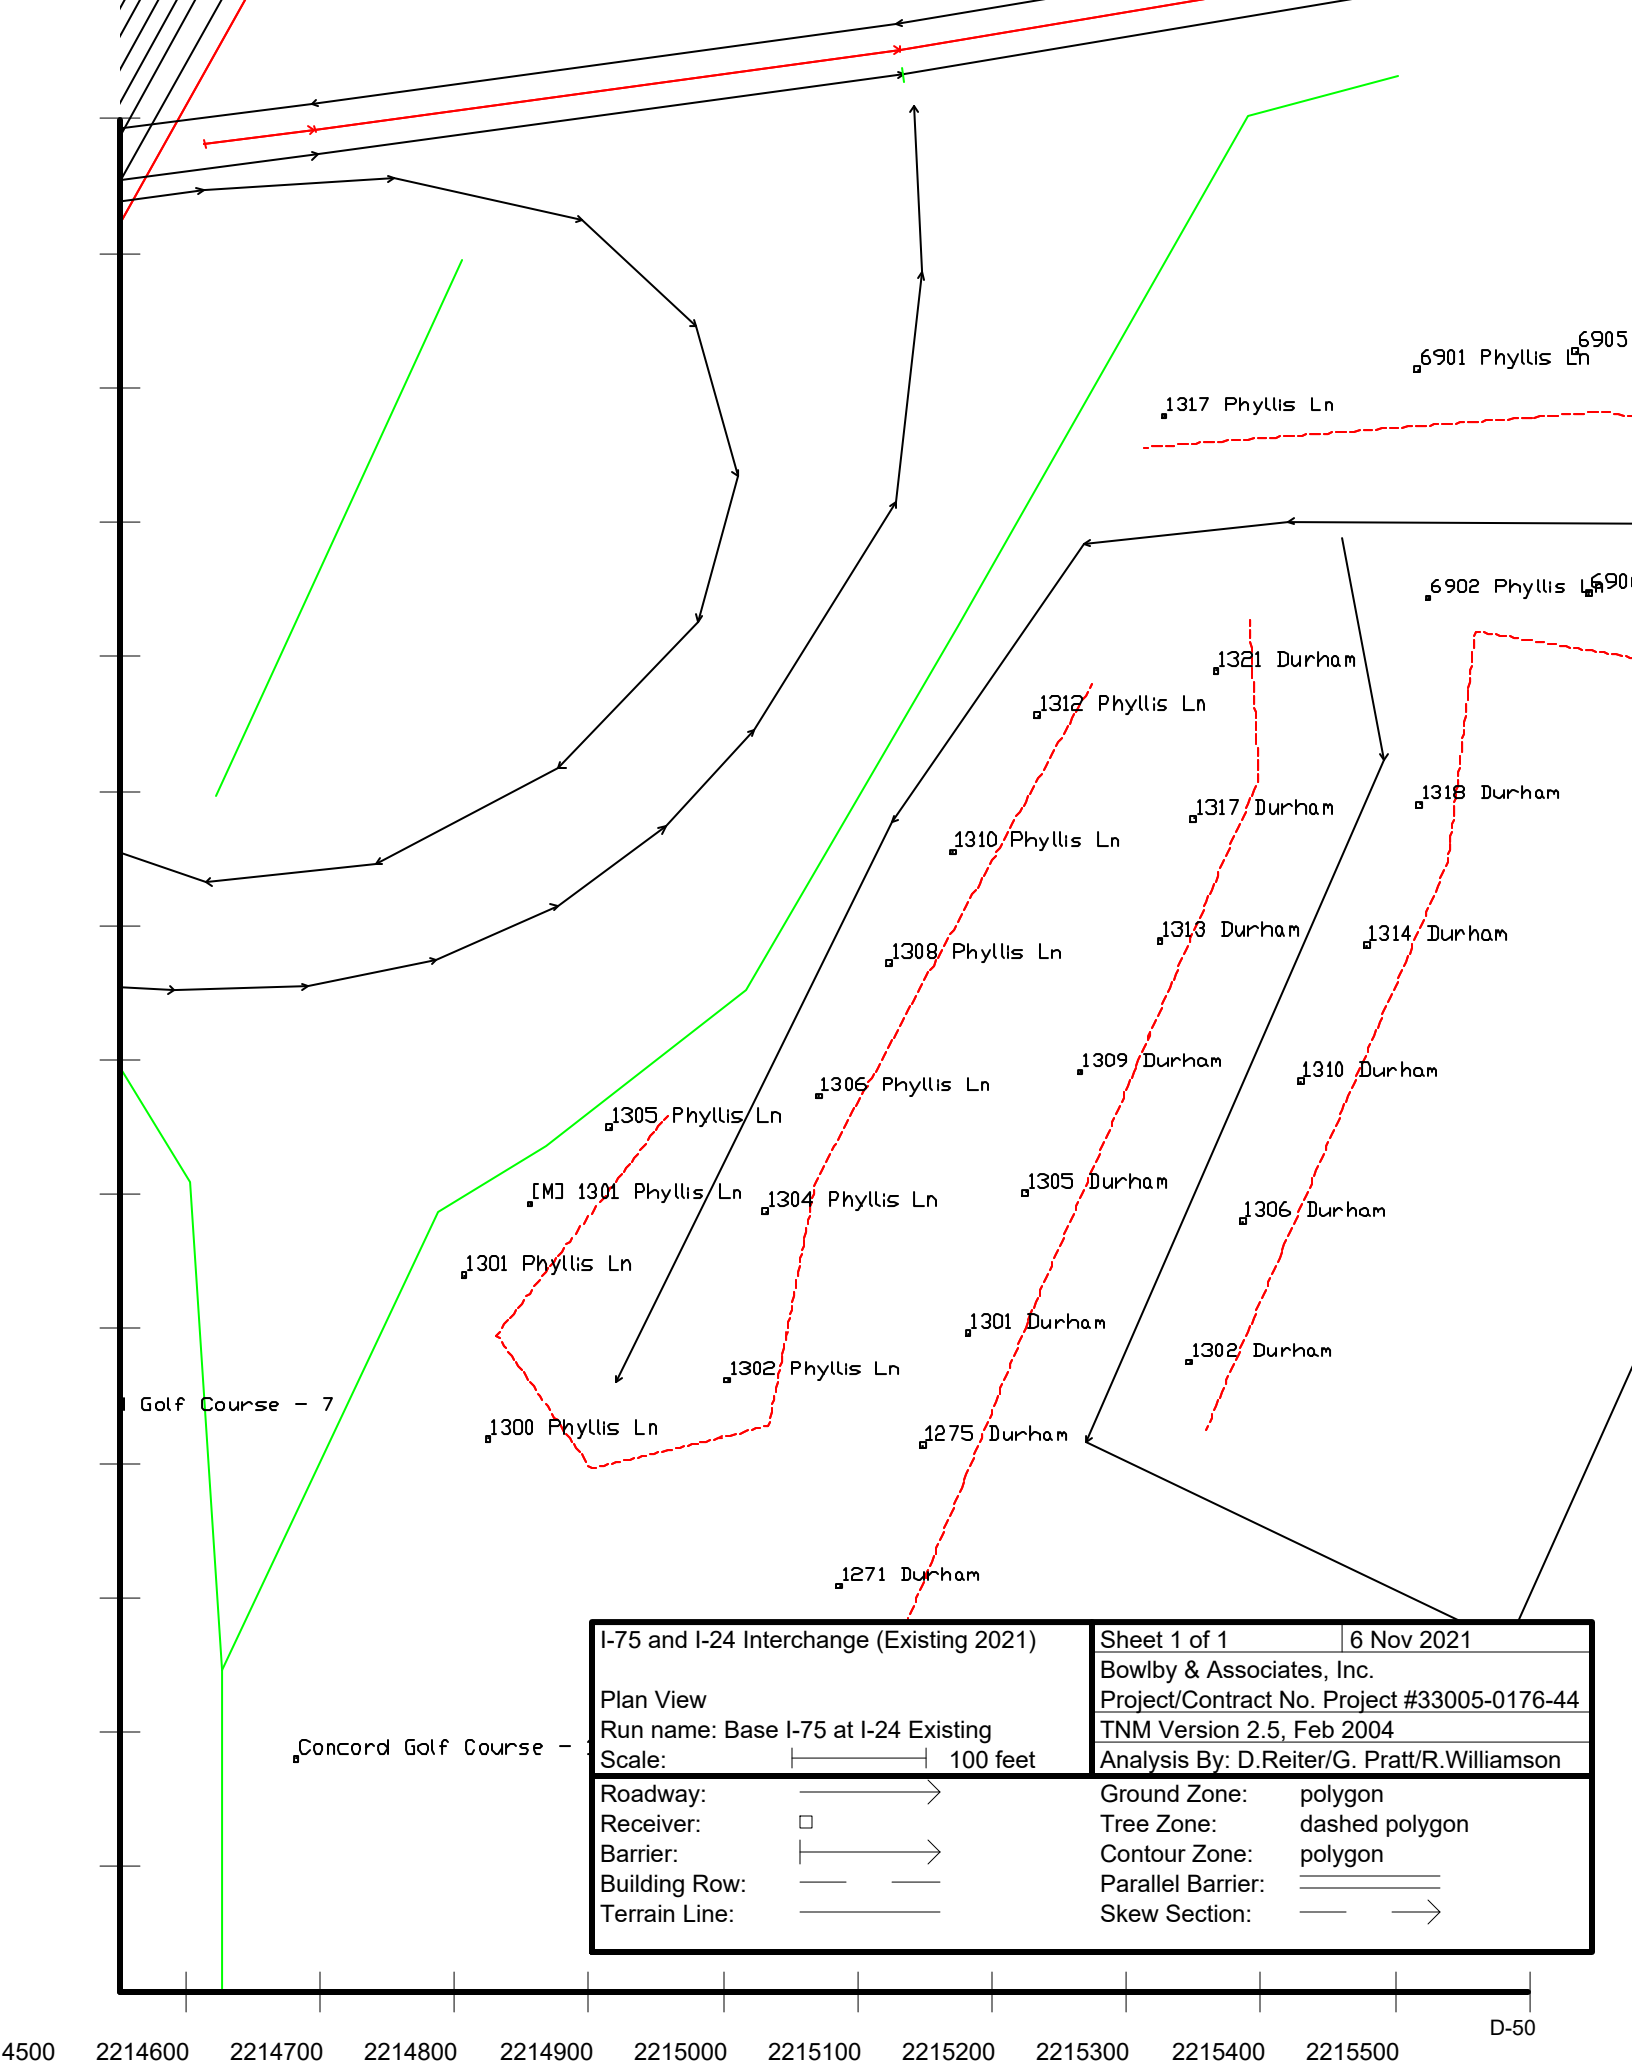 6905
6901 Phyllis Ln
1317 Phyllis Ln
6902 Phyllis Ln
1321 Durham
1312 Phyllis Ln
1318 Durham
1317 Durham
1310 Phyllis Ln
1313 Durham
1314 Durham
1308 Phyllis Ln
1309 Durham
1310 Durham
1306 Phyllis Ln
1305 Phyllis Ln
1305 Durham
[M] 1301 Phyllis Ln
1304 Phyllis Ln
1306 Durham
1301 Phyllis Ln
1301 Durham
1302 Durham
1302 Phyllis Ln
Golf Course - 7
1300 Phyllis Ln
1275 Durham
1271 Durham
Concord Golf Course -
I-75 and I-24 Interchange (Existing 2021)
Plan View
Run name: Base I-75 at I-24 Existing
Scale: 100 feet
Sheet 1 of 1 6 Nov 2021
Bowlby & Associates, Inc.
Project/Contract No. Project #33005-0176-44
TNM Version 2.5, Feb 2004
Analysis By: D.Reiter/G. Pratt/R.Williamson
Roadway:
Receiver:
Barrier:
Building Row:
Terrain Line:
Ground Zone: polygon
Tree Zone: dashed polygon
Contour Zone: polygon
Parallel Barrier:
Skew Section:
D-50
4500 2214600 2214700 2214800 2214900 2215000 2215200 2215300 2215400 2215500